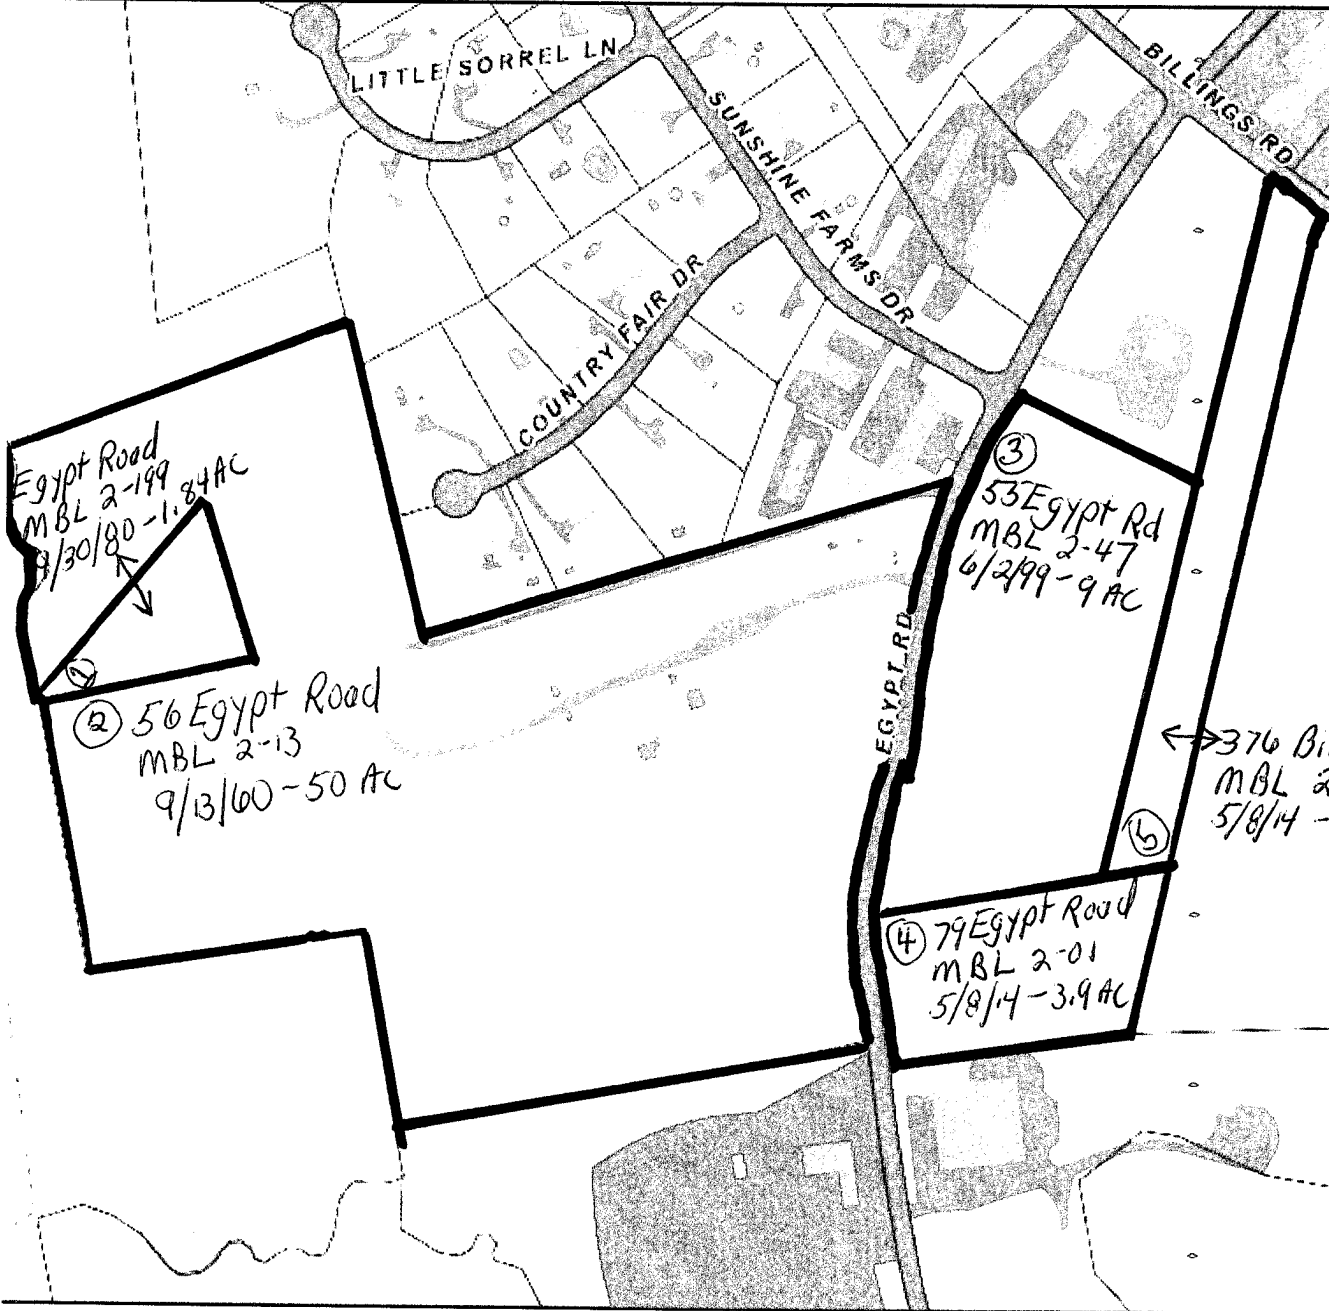 LITTLE SORREL LN
BILLINGS RD
SUNSHINE FARMS DR
COUNTRY FAIR DR
Egypt Road
MBL 2-199
9/30/80 - 1.84 AC
1
2 56 Egypt Road
MBL 2-13
9/13/60 - 50 AC
3
53 Egypt Rd
MBL 2-47
6/2/99 - 9 AC
EGYPT RD
376 Bi
MBL 2
5/8/14 -
5
4 79 Egypt Road
MBL 2-01
5/8/14 - 3.9 AC